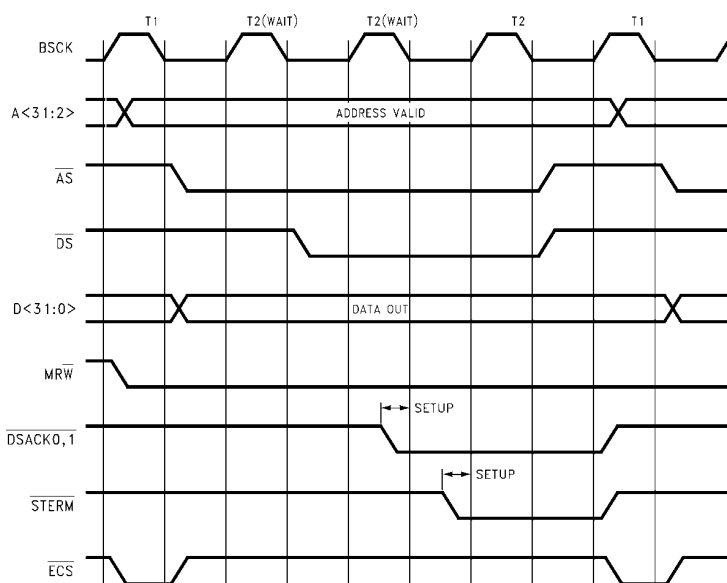 T1 T2(WAIT) T2(WAIT) T2 T1
BSCK
A<31:2> ADDRESS VALID
AS
DS
D<31:0> DATA OUT
MRW
SETUP
DSACK0,1
SETUP
STERM
ECS